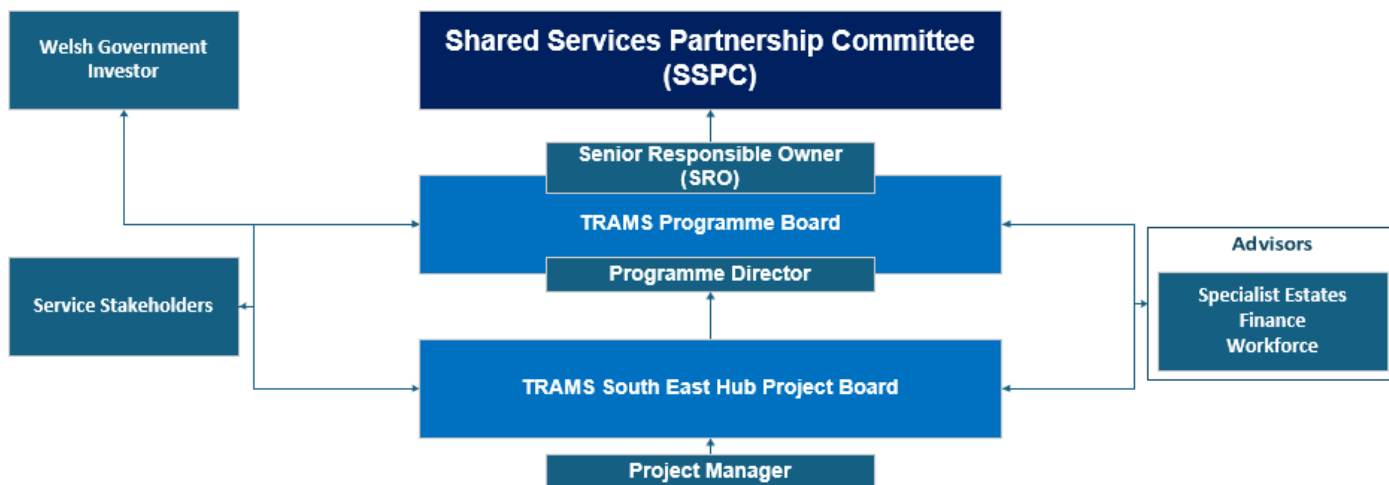 Welsh Government
Investor
Shared Services Partnership Committee
(SSPC)
Senior Responsible Owner
(SRO)
TRAMS Programme Board
Programme Director
Service Stakeholders
Advisors
Specialist Estates
Finance
Workforce
TRAMS South East Hub Project Board
Project Manager